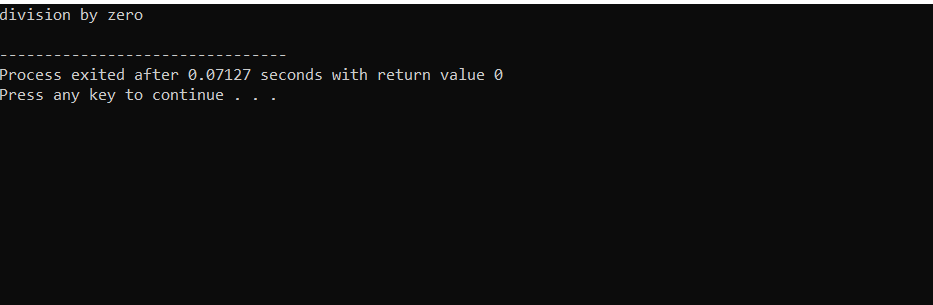 division by zero
--------------------------------
Process exited after 0.07127 seconds with return value 0
Press any key to continue . . .